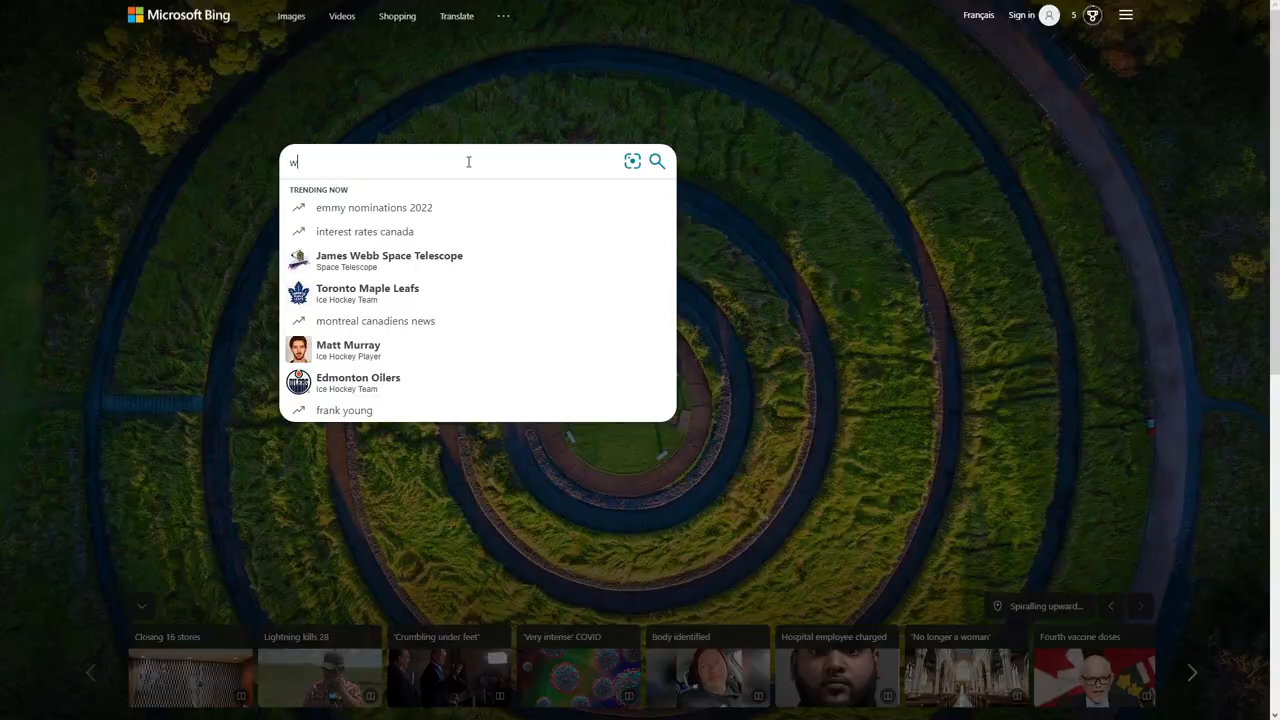 Microsoft Bing
Images
Videos
Shopping
Translate
Français
Sign in
5
w
TRENDING NOW
emmy nominations 2022
interest rates canada
James Webb Space Telescope
Space Telescope
Toronto Maple Leafs
Ice Hockey Team
montreal canadiens news
Matt Murray
Ice Hockey Player
Edmonton Oilers
Ice Hockey Team
frank young
Spiralling upward...
Closing 16 stores
Lightning kills 28
'Crumbling under feet'
'Very intense' COVID
Body identified
Hospital employee charged
'No longer a woman'
Fourth vaccine doses